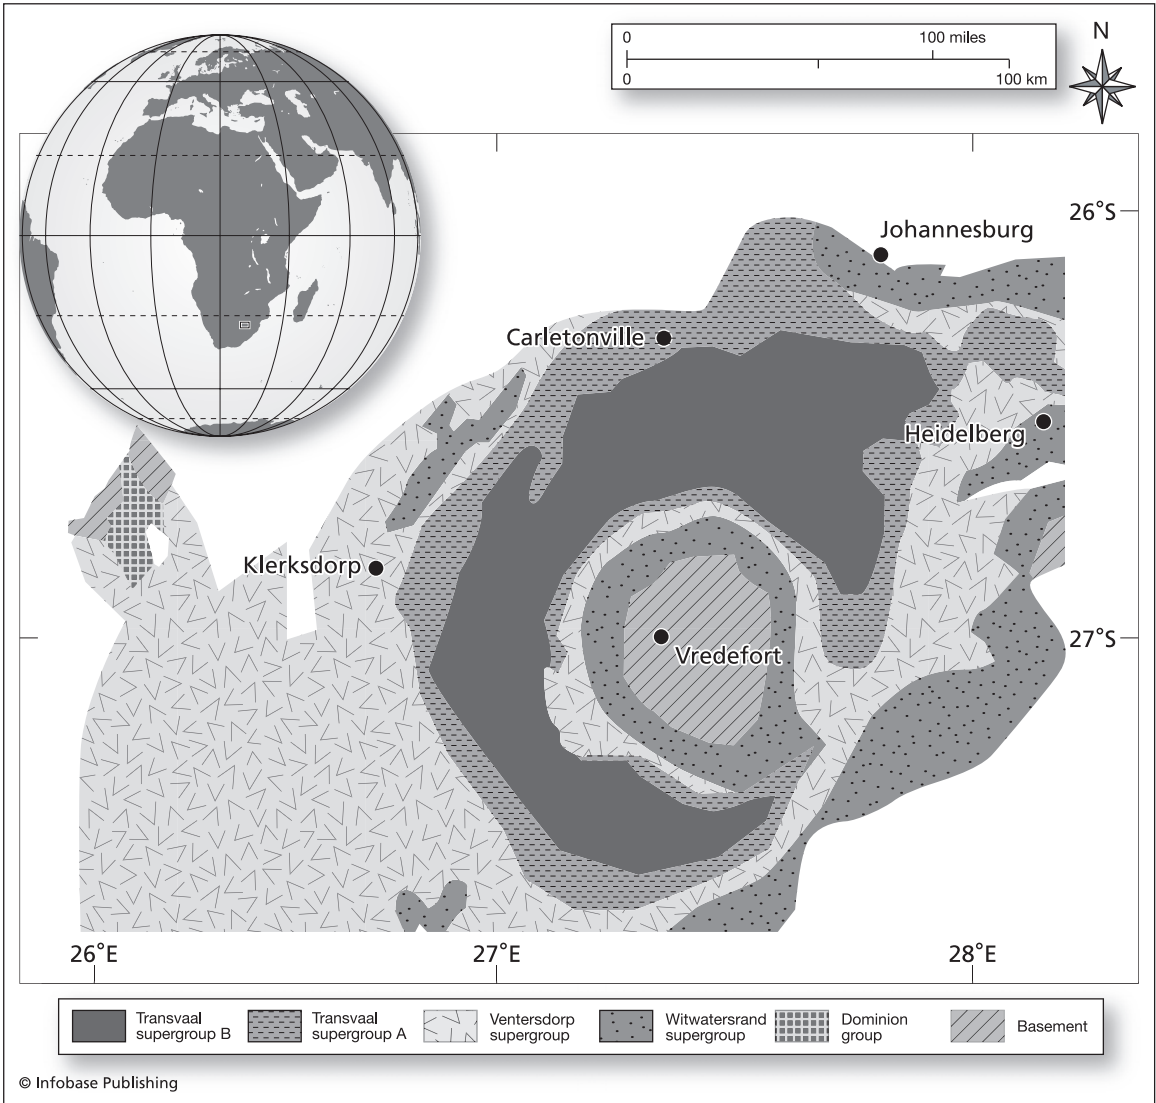 0 100 miles
0 100 km
N
26°S
Johannesburg
Carletonville
Heidelberg
Klerksdorp
27°S
Vredefort
26°E 27°E 28°E
Transvaal
supergroup B
Transvaal
supergroup A
Ventersdorp
supergroup
Witwatersrand
supergroup
Dominion
group
Basement
© Infobase Publishing